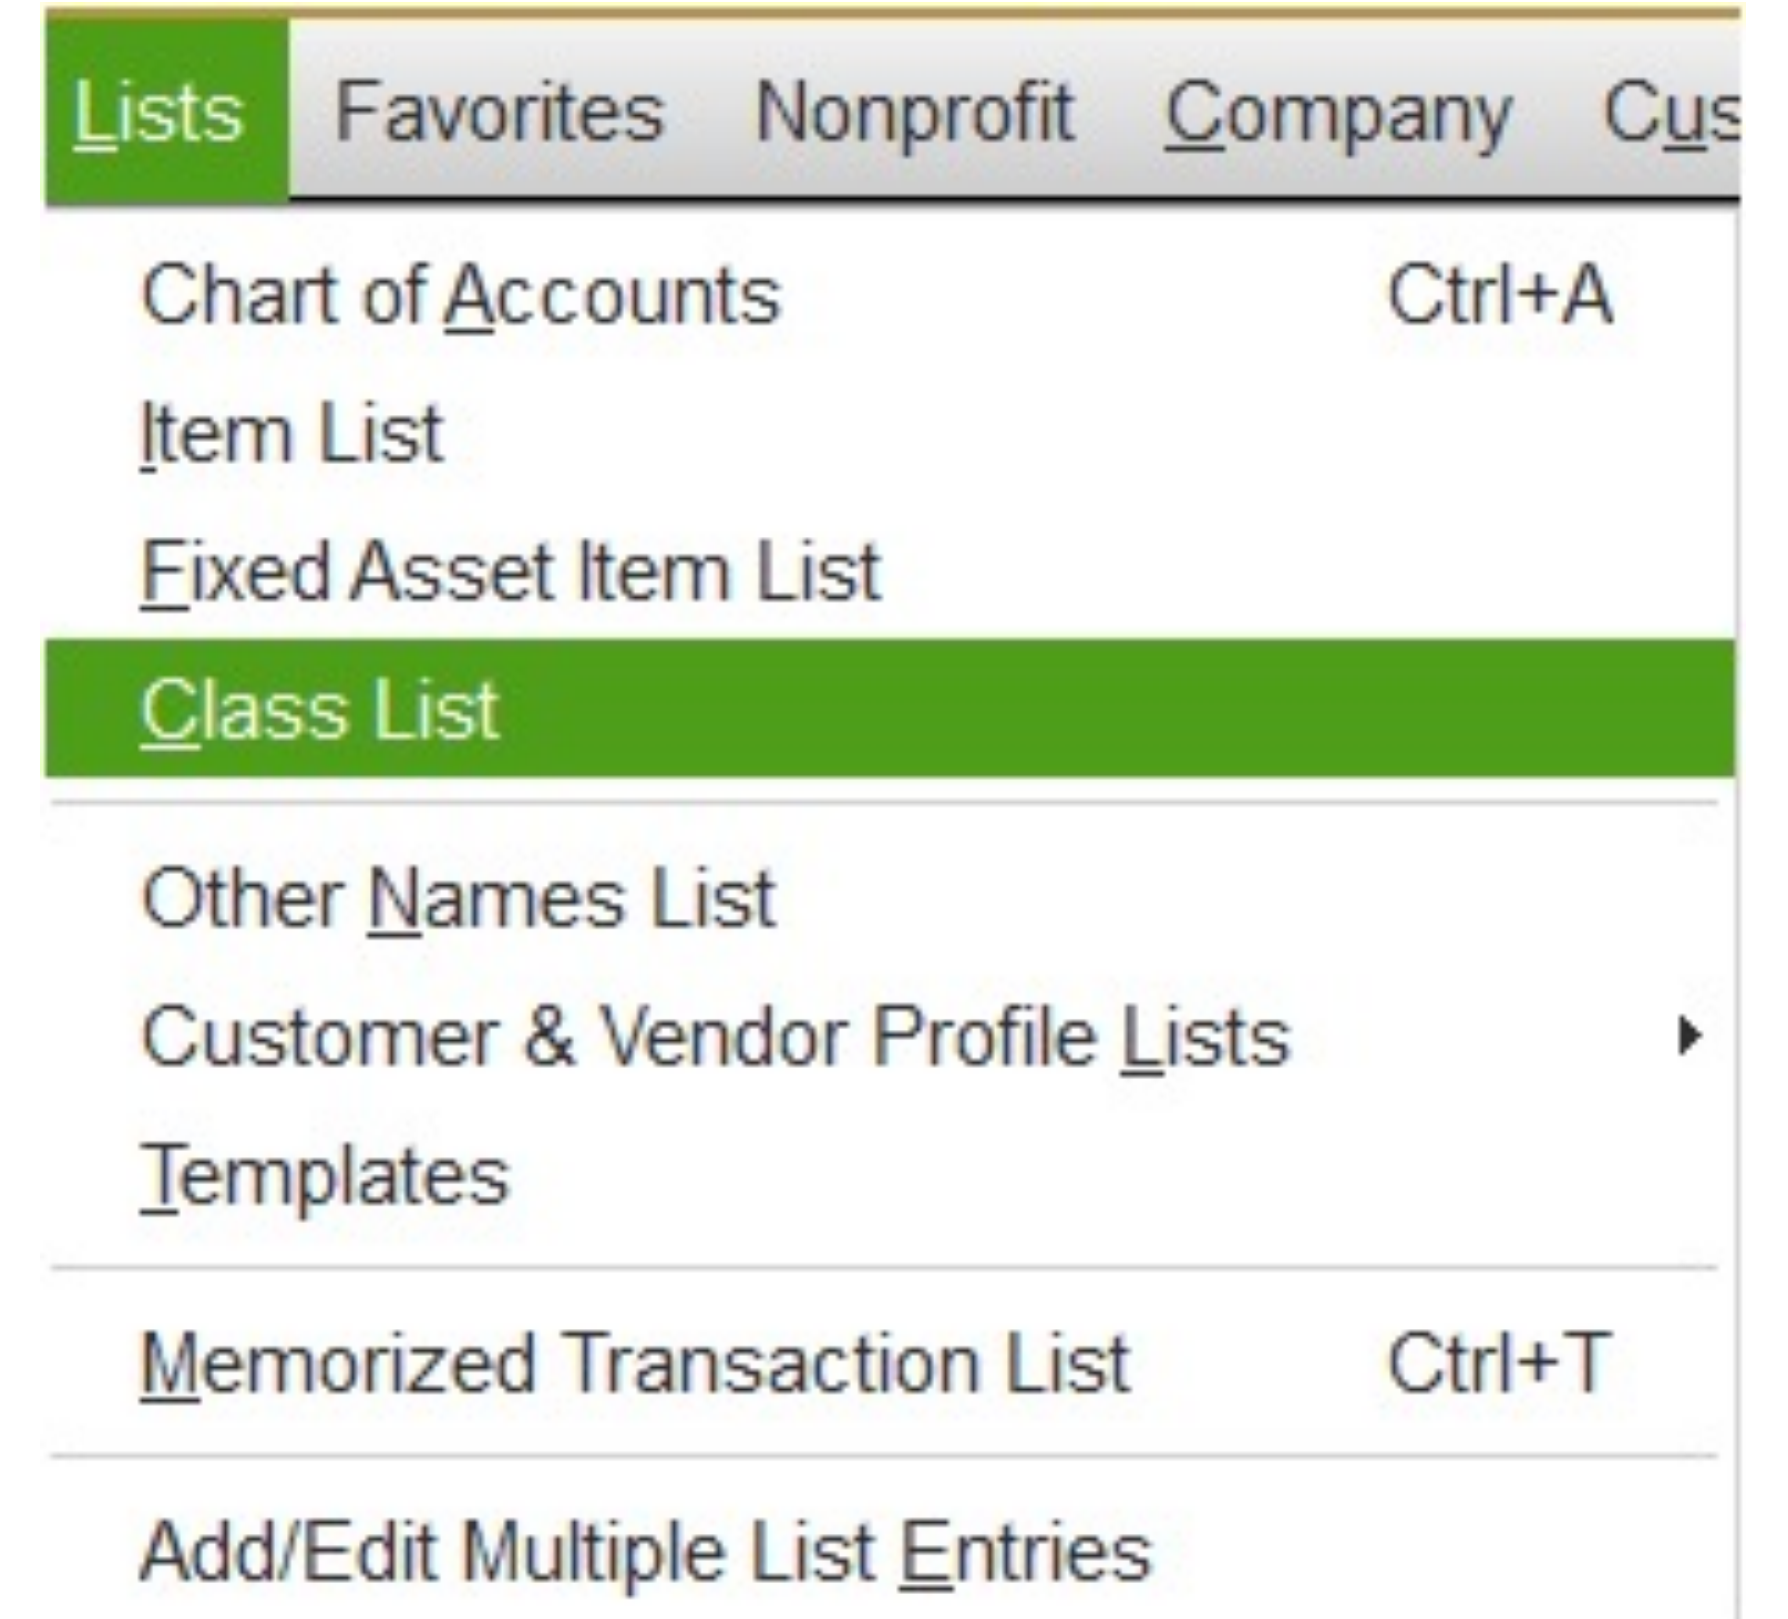 Lists Favorites Nonprofit Company Cus
Chart of Accounts Ctrl+A
Item List
Fixed Asset Item List
Class List
Other Names List
Customer & Vendor Profile Lists
Templates
Memorized Transaction List Ctrl+T
Add/Edit Multiple List Entries